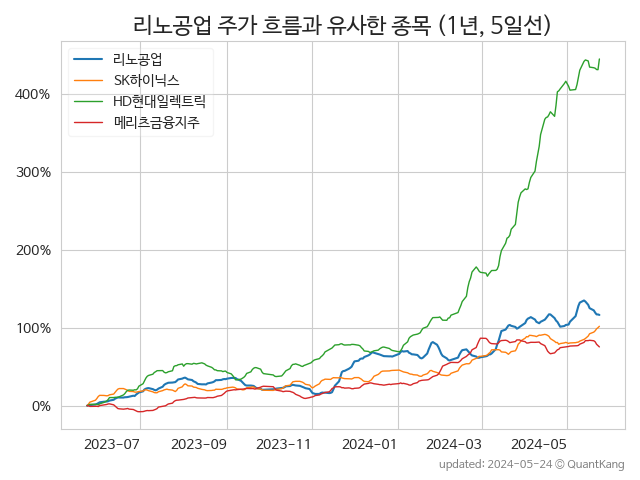 리노공업 주가 흐름과 유사한 종목 (1년, 5일선)
리노공업
SK하이닉스
HD현대일렉트릭
메리츠금융지주
400%
300%
200%
100%
0%
2023-07 2023-09 2023-11 2024-01 2024-03 2024-05
updated: 2024-05-24 © QuantKang